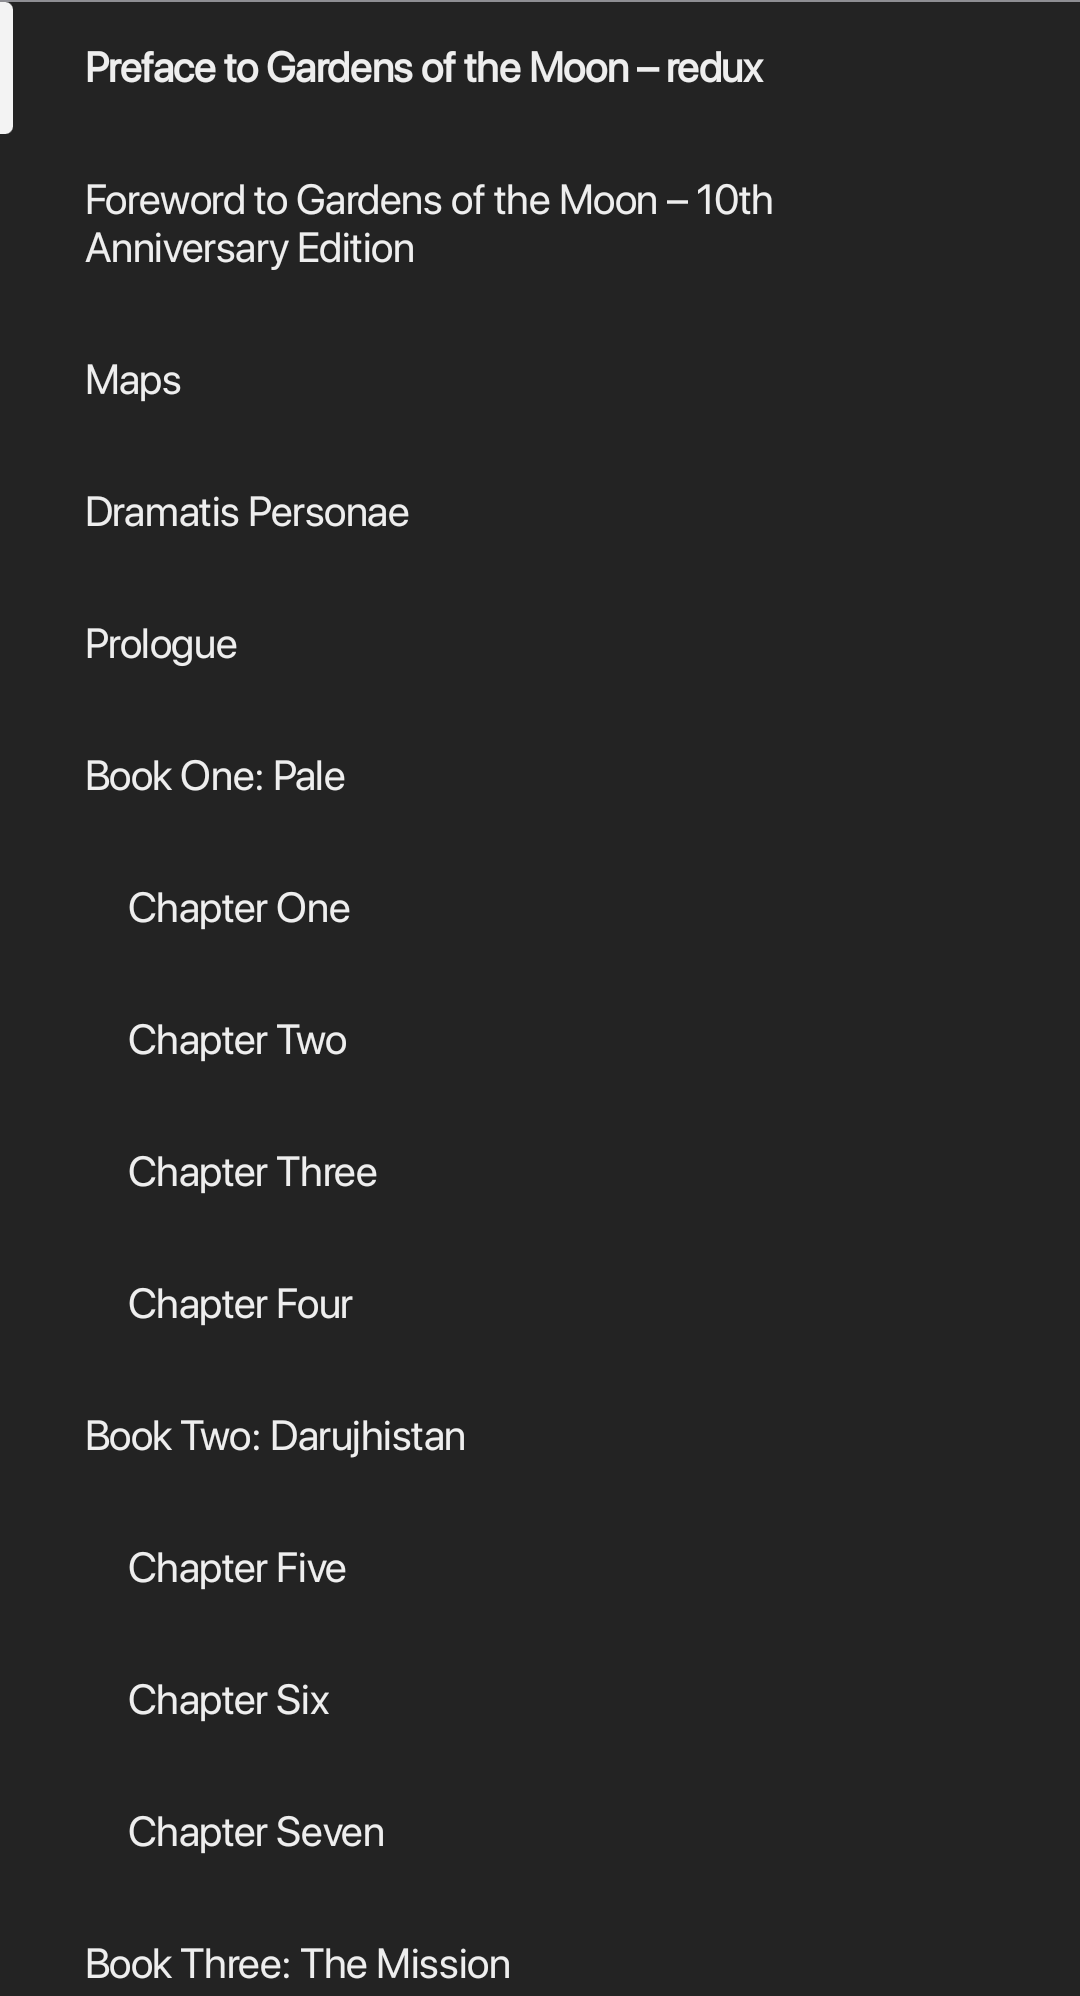 Preface to Gardens of the Moon – redux
Foreword to Gardens of the Moon – 10th
Anniversary Edition
Maps
Dramatis Personae
Prologue
Book One: Pale
Chapter One
Chapter Two
Chapter Three
Chapter Four
Book Two: Darujhistan
Chapter Five
Chapter Six
Chapter Seven
Book Three: The Mission